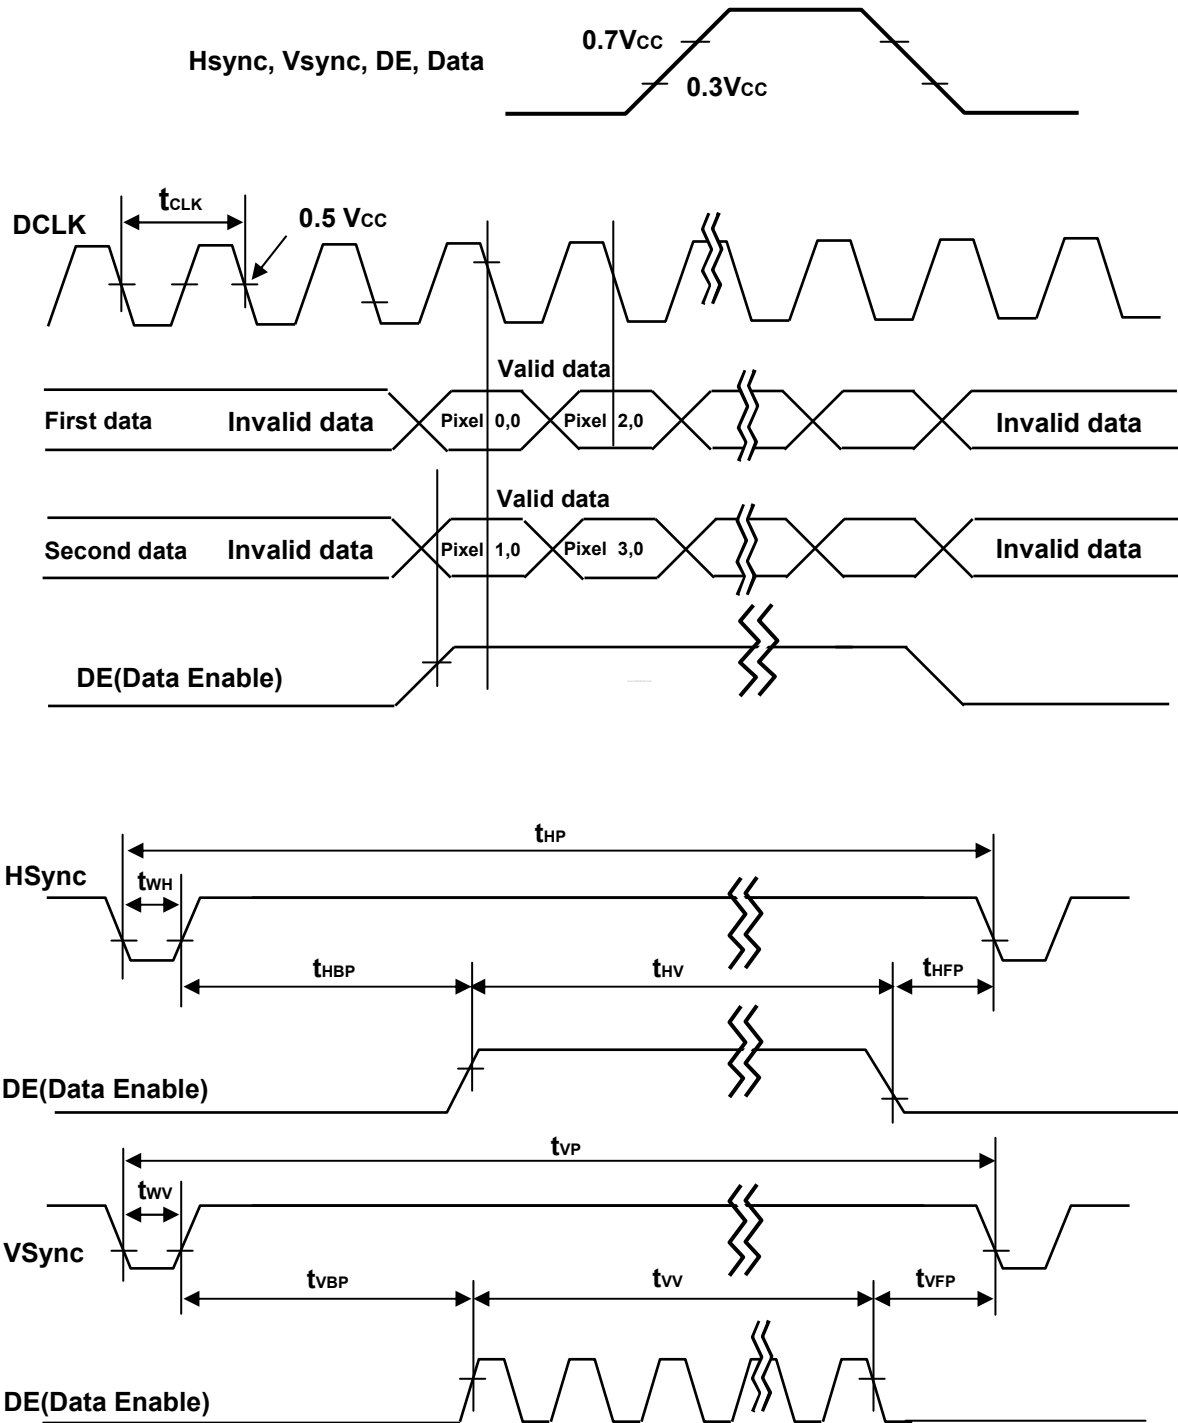 0.7VCC
Hsync, Vsync, DE, Data
0.3VCC
tCLK
DCLK
0.5 VCC
Valid data
First data Invalid data Pixel 0,0 Pixel 2,0 Invalid data
Valid data
Second data Invalid data Pixel 1,0 Pixel 3,0 Invalid data
DE(Data Enable)
tHP
HSync
tWH
tHBP tHV tHFP
DE(Data Enable)
tVP
tWV
VSync
tVBP tVV tVFP
DE(Data Enable)